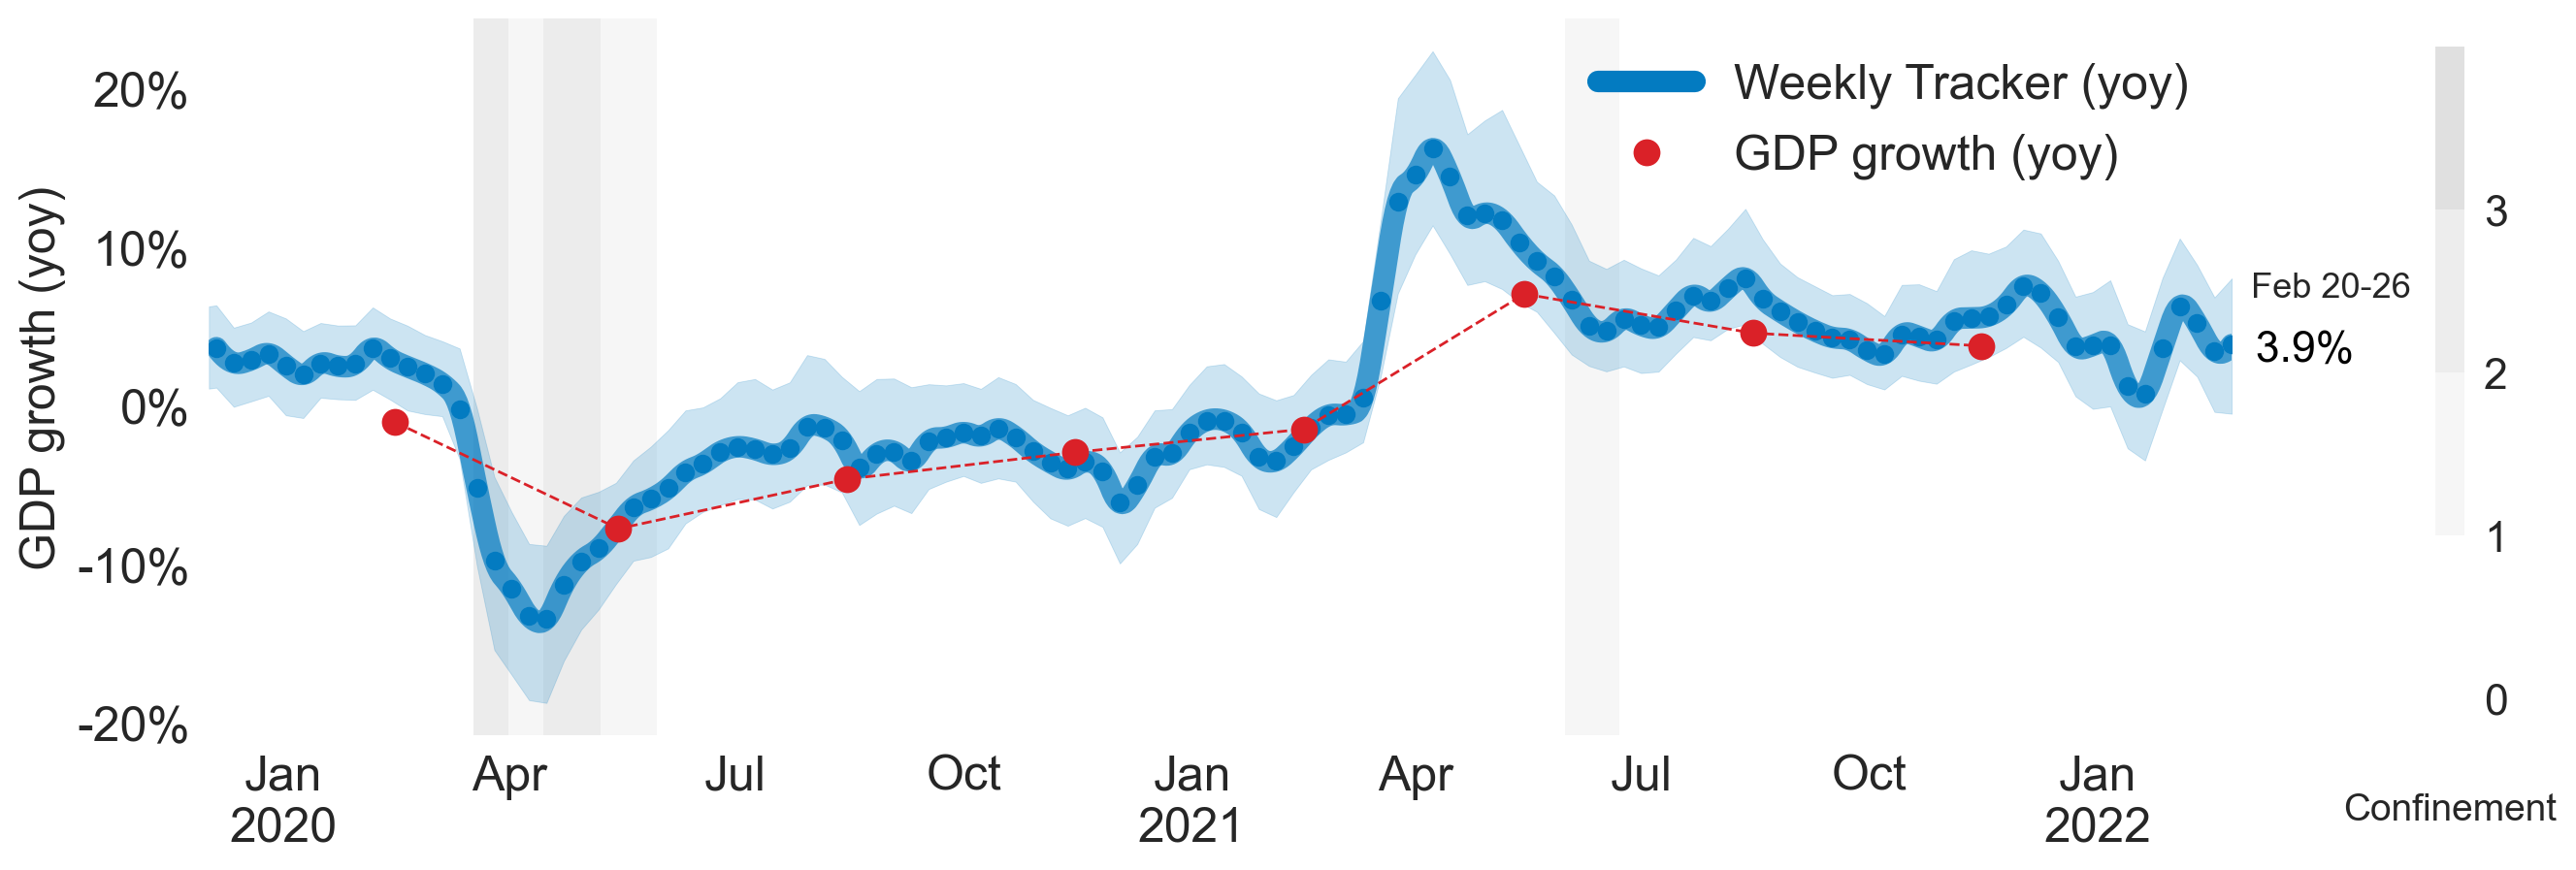 Weekly Tracker (yoy)
GDP growth (yoy)
GDP growth (yoy)
20%
10%
0%
-10%
-20%
Jan
2020
Apr
Jul
Oct
Jan
2021
Apr
Jul
Oct
Jan
2022
Feb 20-26
3.9%
3
2
1
0
Confinement